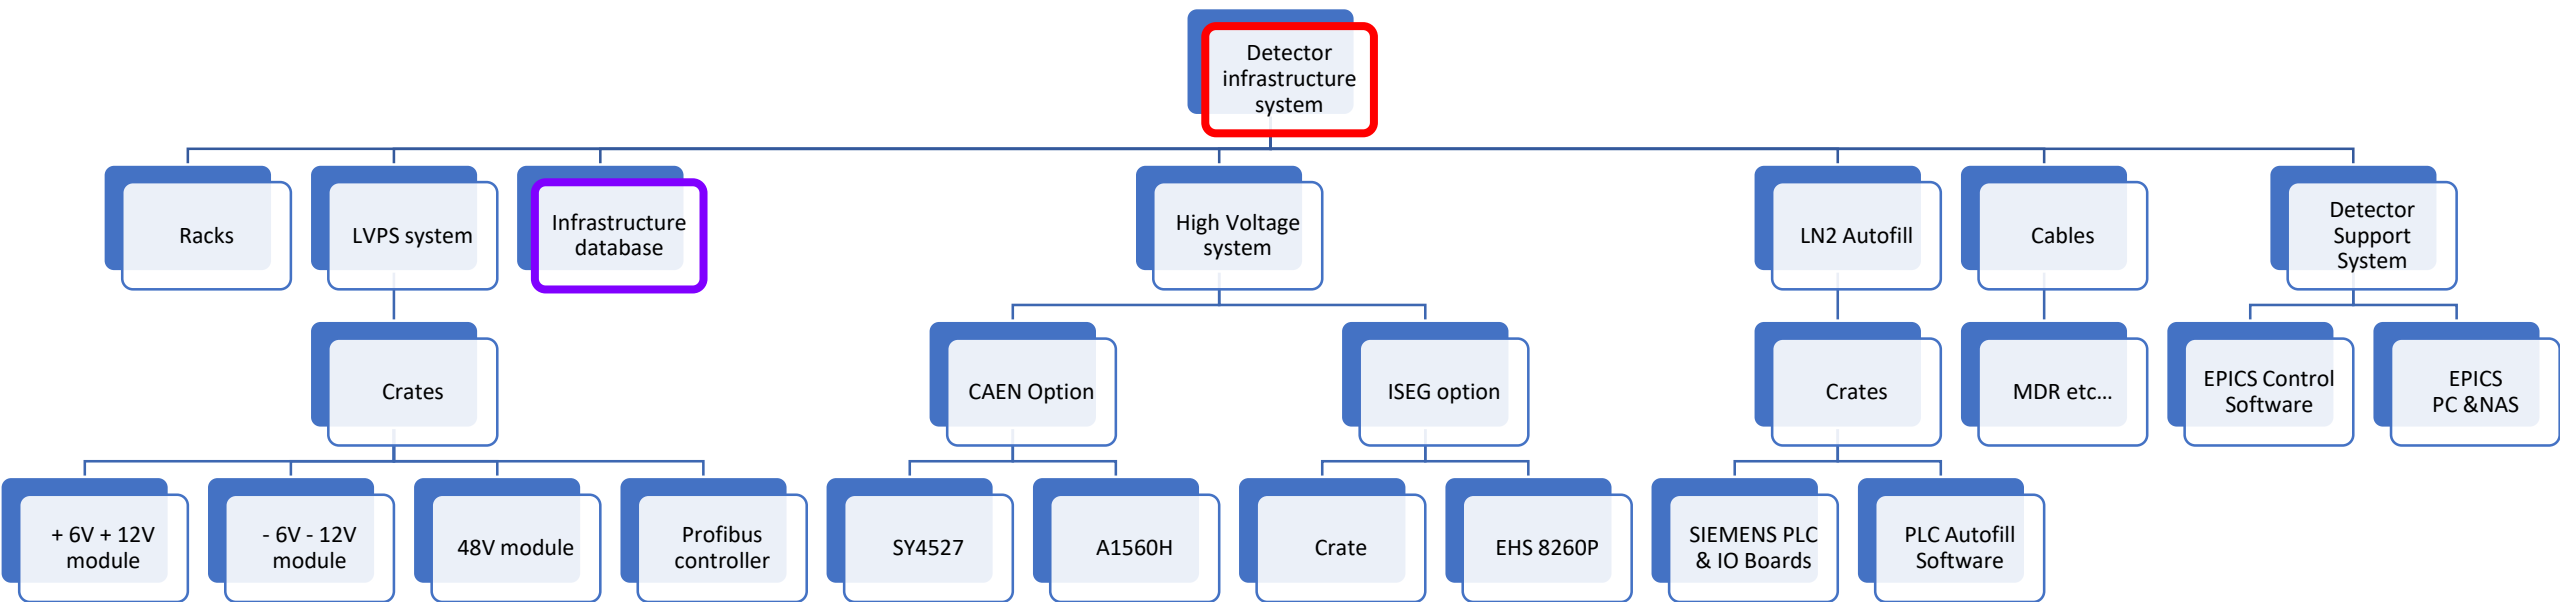 Detector
infrastructure
system
Racks
LVPS system
Infrastructure
database
High Voltage
system
LN2 Autofill
Cables
Detector
Support
System
Crates
CAEN Option
ISEG option
Crates
MDR etc...
EPICS Control
Software
EPICS
PC &NAS
+ 6V + 12V
module
- 6V - 12V
module
48V module
Profibus
controller
SY4527
A1560H
Crate
EHS 8260P
SIEMENS PLC
& IO Boards
PLC Autofill
Software